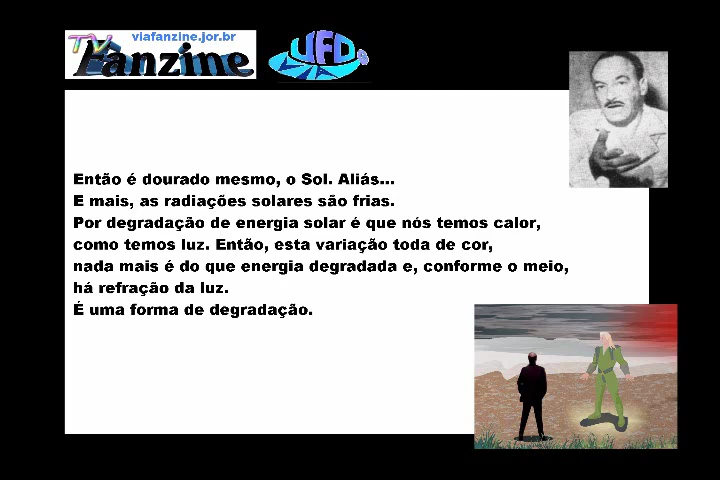 viafanzine.jor.br
TV Fanzine
UFOVIA
Então é dourado mesmo, o Sol. Aliás...
E mais, as radiações solares são frias.
Por degradação de energia solar é que nós temos calor,
como temos luz. Então, esta variação toda de cor,
nada mais é do que energia degradada e, conforme o meio,
há refração da luz.
É uma forma de degradação.